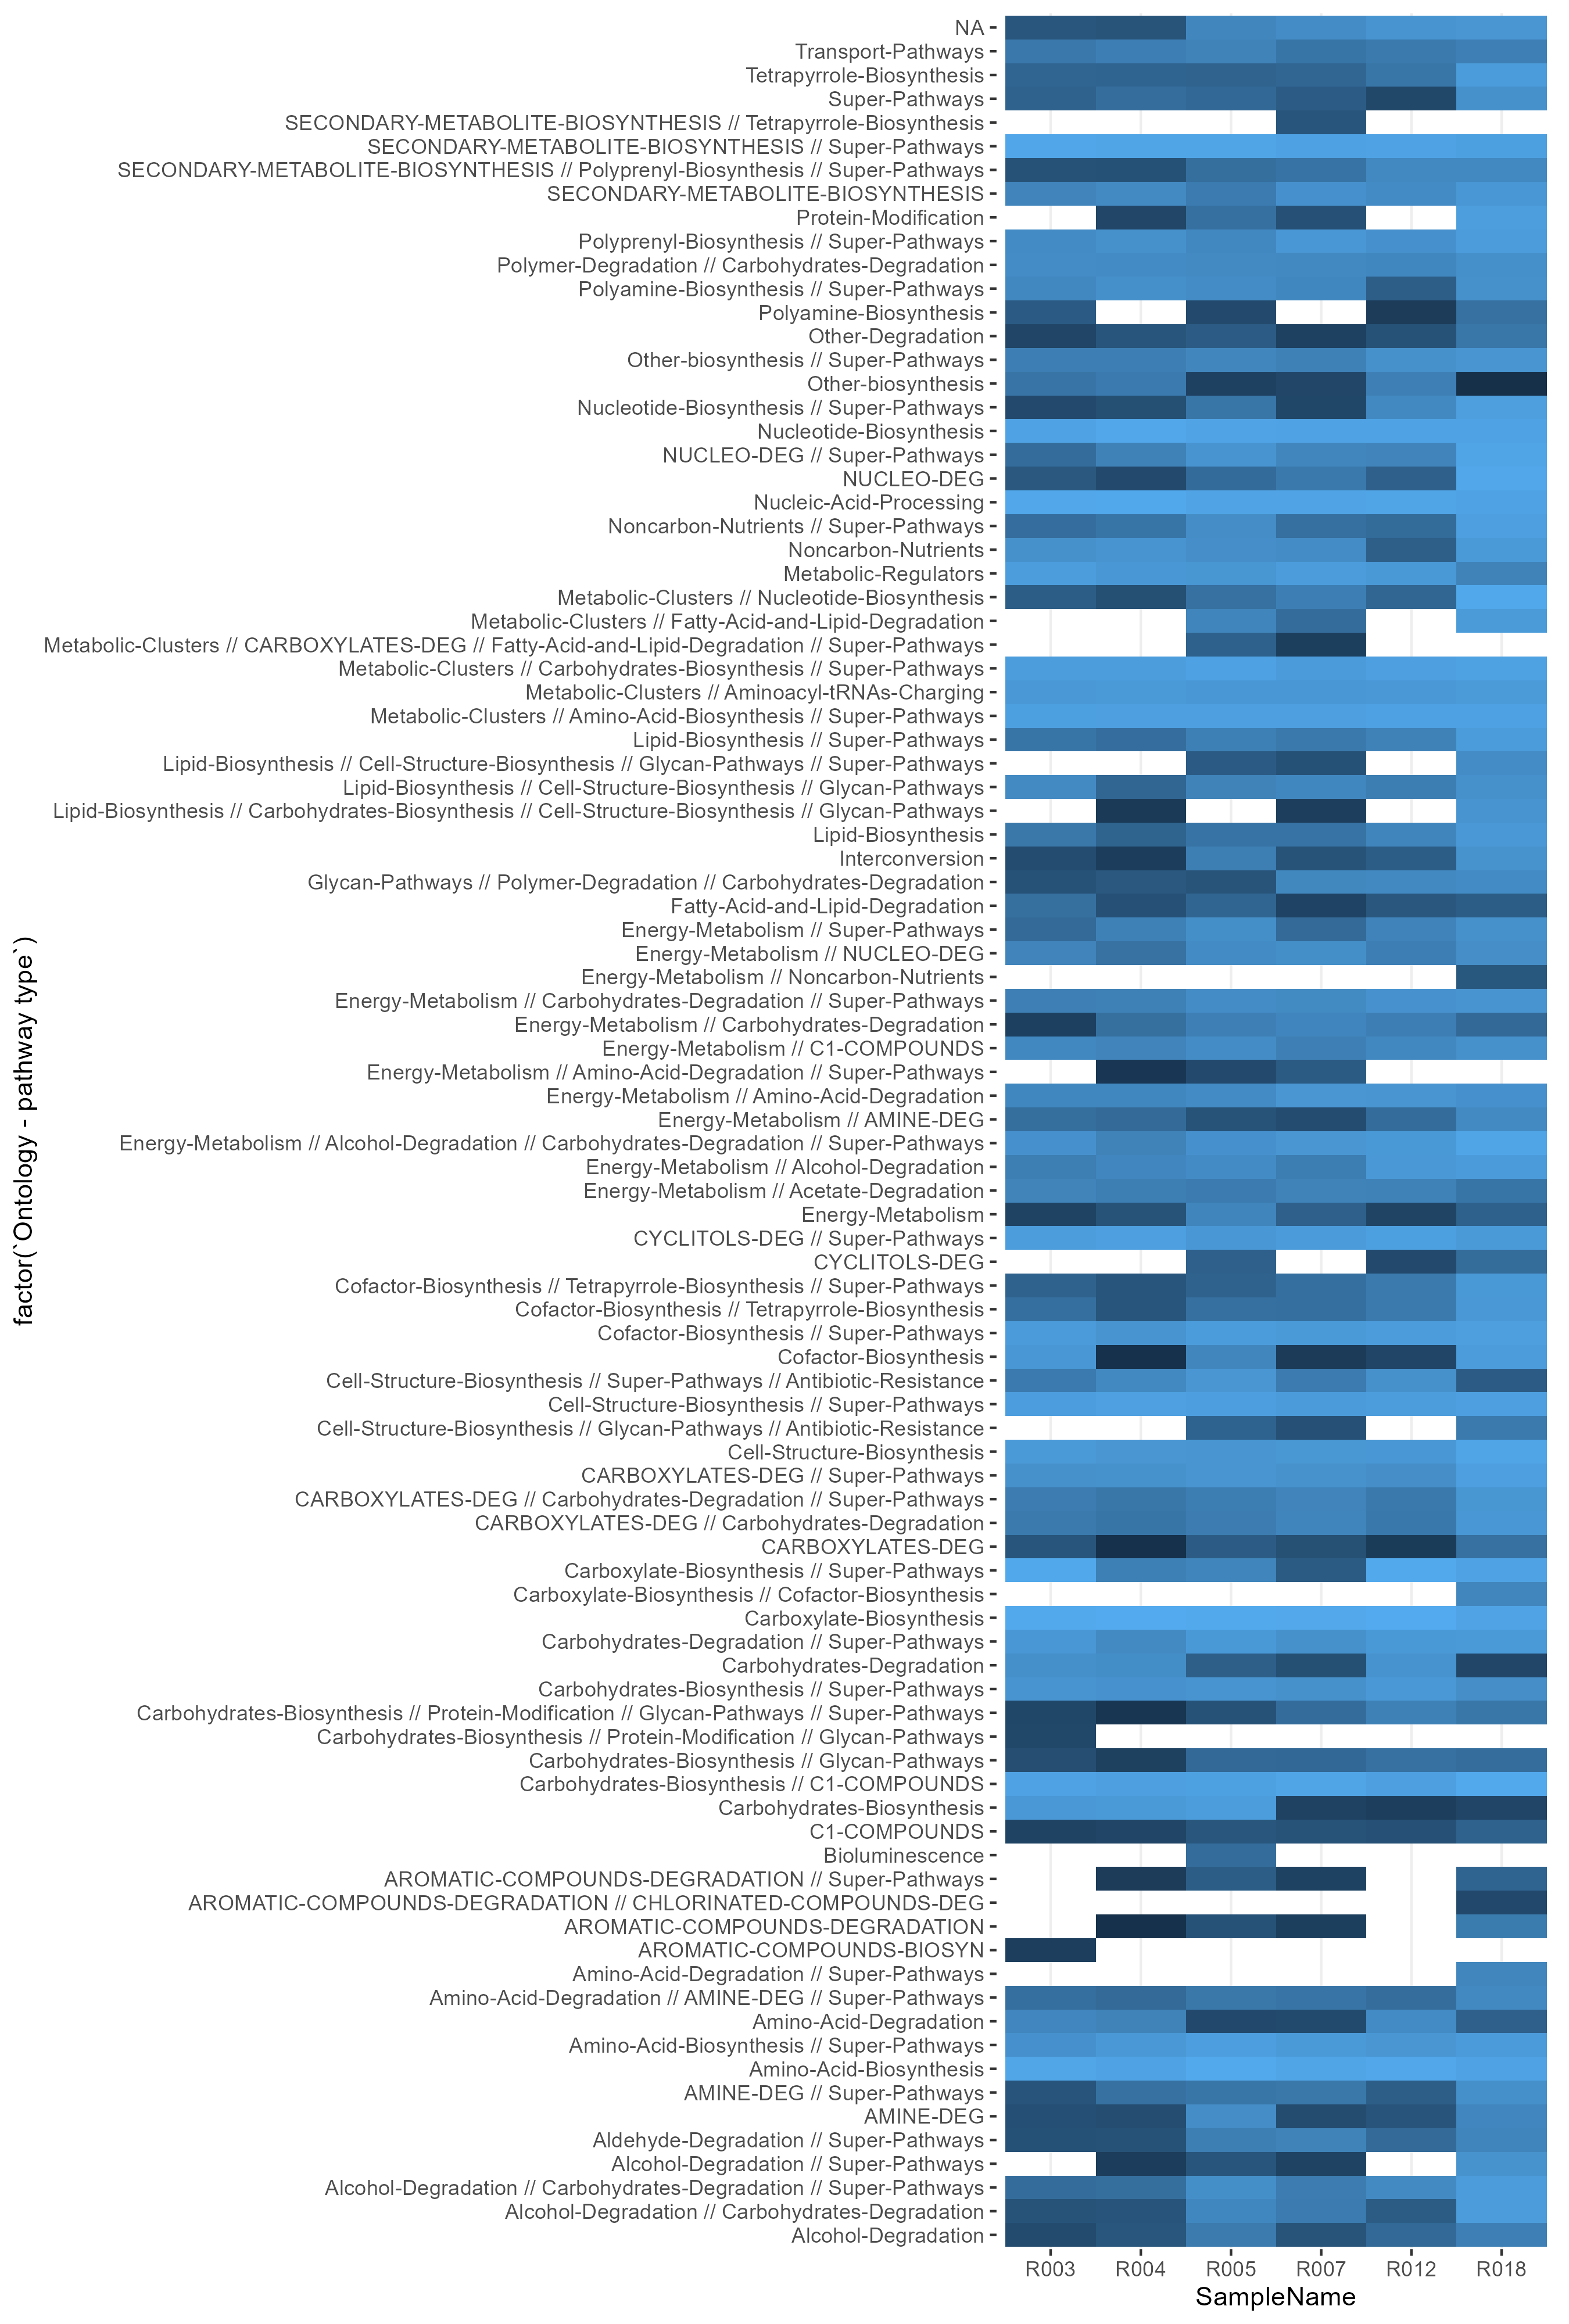 NA
Transport-Pathways
Tetrapyrrole-Biosynthesis
Super-Pathways
SECONDARY-METABOLITE-BIOSYNTHESIS // Tetrapyrrole-Biosynthesis
SECONDARY-METABOLITE-BIOSYNTHESIS // Super-Pathways
SECONDARY-METABOLITE-BIOSYNTHESIS // Polyprenyl-Biosynthesis // Super-Pathways
SECONDARY-METABOLITE-BIOSYNTHESIS
Protein-Modification
Polyprenyl-Biosynthesis // Super-Pathways
Polymer-Degradation // Carbohydrates-Degradation
Polyamine-Biosynthesis // Super-Pathways
Polyamine-Biosynthesis
Other-Degradation
Other-biosynthesis // Super-Pathways
Other-biosynthesis
Nucleotide-Biosynthesis // Super-Pathways
Nucleotide-Biosynthesis
NUCLEO-DEG // Super-Pathways
NUCLEO-DEG
Nucleic-Acid-Processing
Noncarbon-Nutrients // Super-Pathways
Noncarbon-Nutrients
Metabolic-Regulators
Metabolic-Clusters // Nucleotide-Biosynthesis
Metabolic-Clusters // Fatty-Acid-and-Lipid-Degradation
Metabolic-Clusters // CARBOXYLATES-DEG // Fatty-Acid-and-Lipid-Degradation // Super-Pathways
Metabolic-Clusters // Carbohydrates-Biosynthesis // Super-Pathways
Metabolic-Clusters // Aminoacyl-tRNAs-Charging
Metabolic-Clusters // Amino-Acid-Biosynthesis // Super-Pathways
Lipid-Biosynthesis // Super-Pathways
Lipid-Biosynthesis // Cell-Structure-Biosynthesis // Glycan-Pathways // Super-Pathways
Lipid-Biosynthesis // Cell-Structure-Biosynthesis // Glycan-Pathways
Lipid-Biosynthesis // Carbohydrates-Biosynthesis // Cell-Structure-Biosynthesis // Glycan-Pathways
Lipid-Biosynthesis
Interconversion
Glycan-Pathways // Polymer-Degradation // Carbohydrates-Degradation
Fatty-Acid-and-Lipid-Degradation
Energy-Metabolism // Super-Pathways
Energy-Metabolism // NUCLEO-DEG
Energy-Metabolism // Noncarbon-Nutrients
Energy-Metabolism // Carbohydrates-Degradation // Super-Pathways
Energy-Metabolism // Carbohydrates-Degradation
Energy-Metabolism // C1-COMPOUNDS
Energy-Metabolism // Amino-Acid-Degradation // Super-Pathways
Energy-Metabolism // Amino-Acid-Degradation
Energy-Metabolism // AMINE-DEG
Energy-Metabolism // Alcohol-Degradation // Carbohydrates-Degradation // Super-Pathways
Energy-Metabolism // Alcohol-Degradation
Energy-Metabolism // Acetate-Degradation
Energy-Metabolism
CYCLITOLS-DEG // Super-Pathways
CYCLITOLS-DEG
Cofactor-Biosynthesis // Tetrapyrrole-Biosynthesis // Super-Pathways
Cofactor-Biosynthesis // Tetrapyrrole-Biosynthesis
Cofactor-Biosynthesis // Super-Pathways
Cofactor-Biosynthesis
Cell-Structure-Biosynthesis // Super-Pathways // Antibiotic-Resistance
Cell-Structure-Biosynthesis // Super-Pathways
Cell-Structure-Biosynthesis // Glycan-Pathways // Antibiotic-Resistance
Cell-Structure-Biosynthesis
CARBOXYLATES-DEG // Super-Pathways
CARBOXYLATES-DEG // Carbohydrates-Degradation // Super-Pathways
CARBOXYLATES-DEG // Carbohydrates-Degradation
CARBOXYLATES-DEG
Carboxylate-Biosynthesis // Super-Pathways
Carboxylate-Biosynthesis // Cofactor-Biosynthesis
Carboxylate-Biosynthesis
Carbohydrates-Degradation // Super-Pathways
Carbohydrates-Degradation
Carbohydrates-Biosynthesis // Super-Pathways
Carbohydrates-Biosynthesis // Protein-Modification // Glycan-Pathways // Super-Pathways
Carbohydrates-Biosynthesis // Protein-Modification // Glycan-Pathways
Carbohydrates-Biosynthesis // Glycan-Pathways
Carbohydrates-Biosynthesis // C1-COMPOUNDS
Carbohydrates-Biosynthesis
C1-COMPOUNDS
Bioluminescence
AROMATIC-COMPOUNDS-DEGRADATION // Super-Pathways
AROMATIC-COMPOUNDS-DEGRADATION // CHLORINATED-COMPOUNDS-DEG
AROMATIC-COMPOUNDS-DEGRADATION
AROMATIC-COMPOUNDS-BIOSYN
Amino-Acid-Degradation // Super-Pathways
Amino-Acid-Degradation // AMINE-DEG // Super-Pathways
Amino-Acid-Degradation
Amino-Acid-Biosynthesis // Super-Pathways
Amino-Acid-Biosynthesis
AMINE-DEG // Super-Pathways
AMINE-DEG
Aldehyde-Degradation // Super-Pathways
Alcohol-Degradation // Super-Pathways
Alcohol-Degradation // Carbohydrates-Degradation // Super-Pathways
Alcohol-Degradation // Carbohydrates-Degradation
Alcohol-Degradation
factor(`Ontology - pathway type`)
R003 R004 R005 R007 R012 R018
SampleName